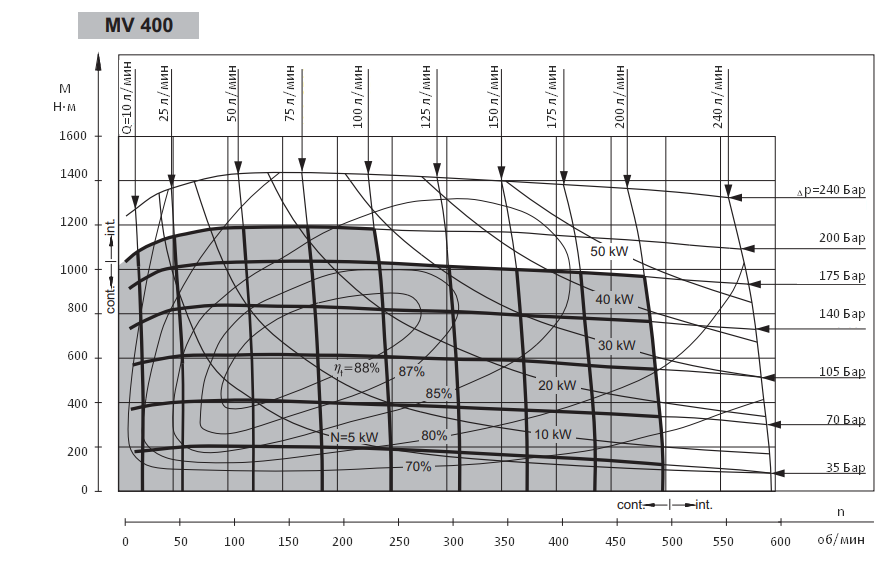 MV 400
M
Н·м
Q=10 л/мин
25 л/мин
50 л/мин
75 л/мин
100 л/мин
125 л/мин
150 л/мин
175 л/мин
200 л/мин
240 л/мин
1600
1400
1200
1000
800
600
400
200
0
int.
cont.
Δp=240 Бар
200 Бар
175 Бар
140 Бар
105 Бар
70 Бар
35 Бар
50 kW
40 kW
30 kW
20 kW
10 kW
N=5 kW
ηt=88%
87%
85%
80%
70%
cont. int.
n
0 50 100 150 200 250 300 350 400 450 500 550 600 об/мин